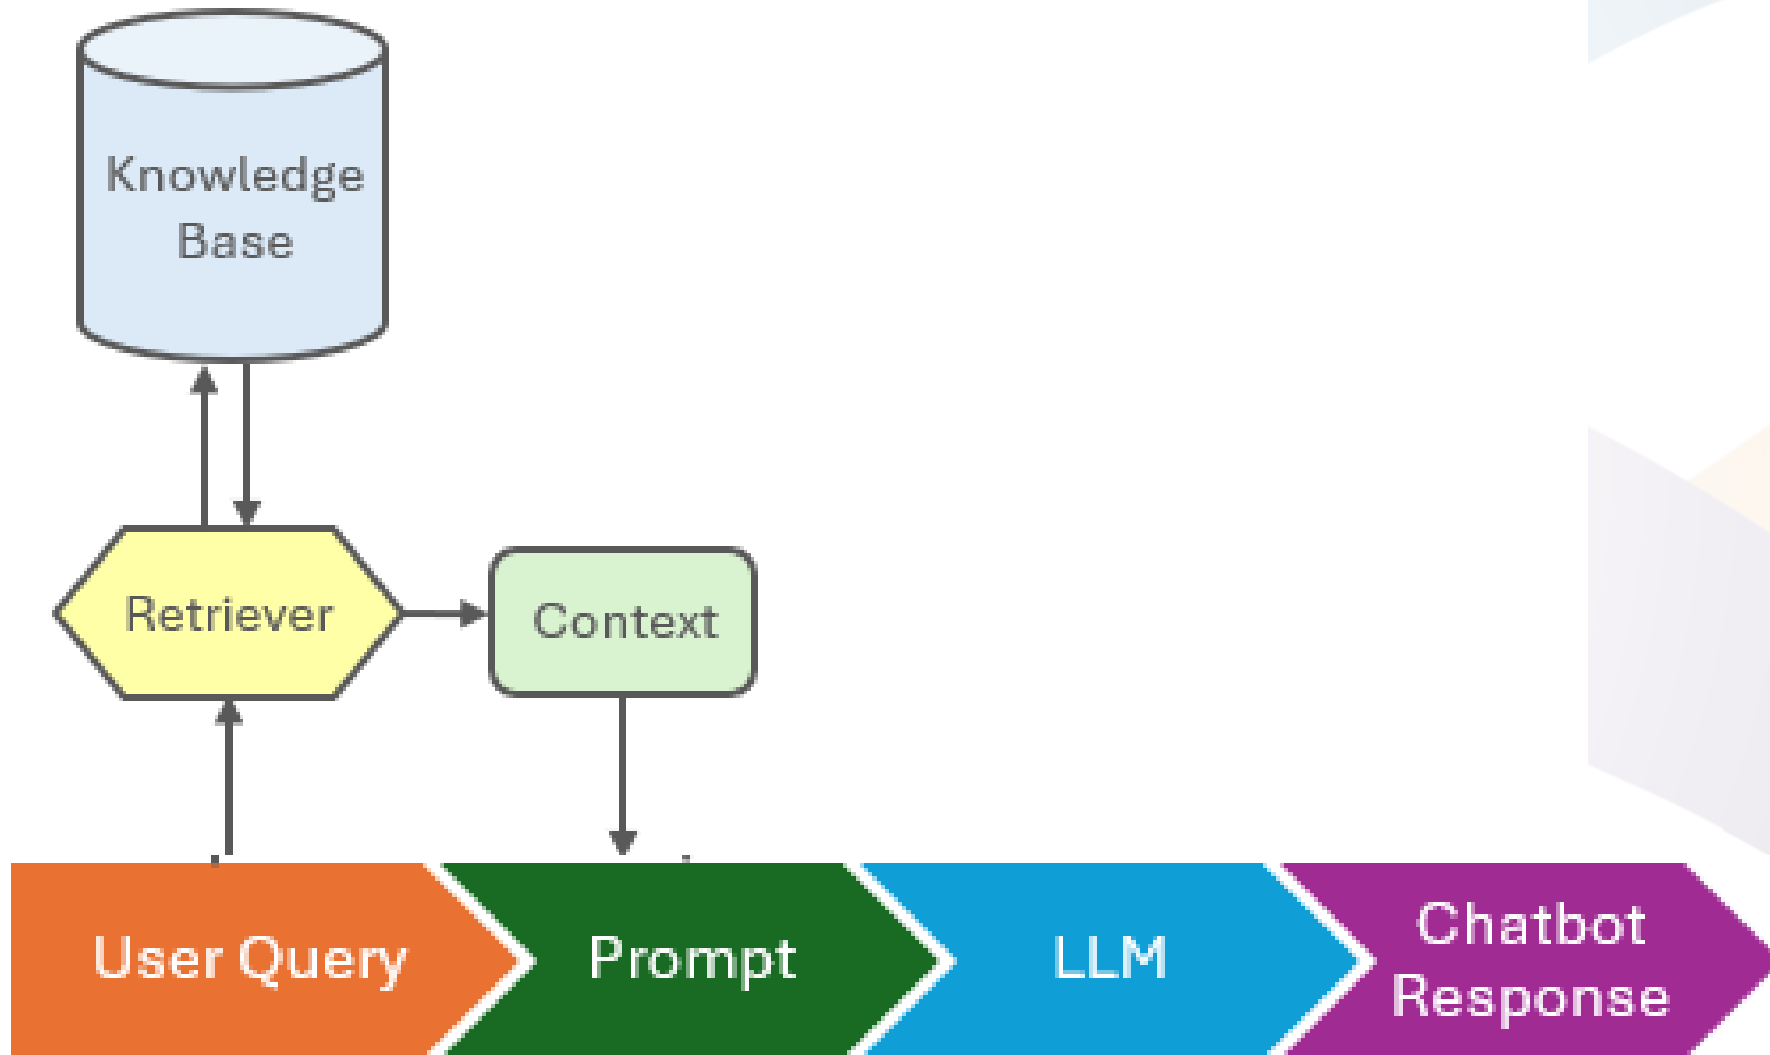 Knowledge
Base
Retriever
Context
User Query
Prompt
LLM
Chatbot
Response